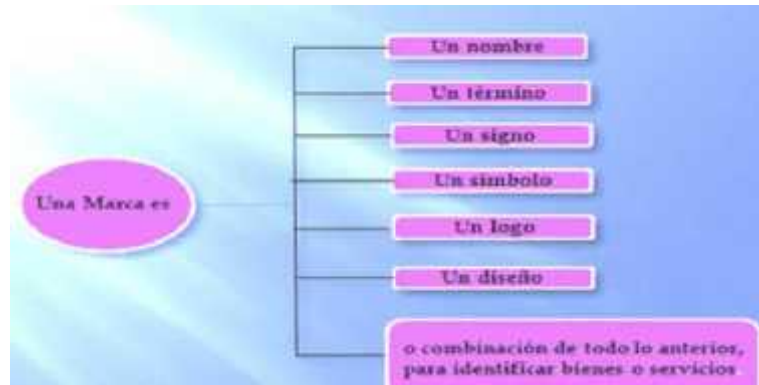 Una Marca es
Un nombre
Un término
Un signo
Un simbolo
Un logo
Un diseño
o combinación de todo lo anterior,
para identificar bienes o servicios